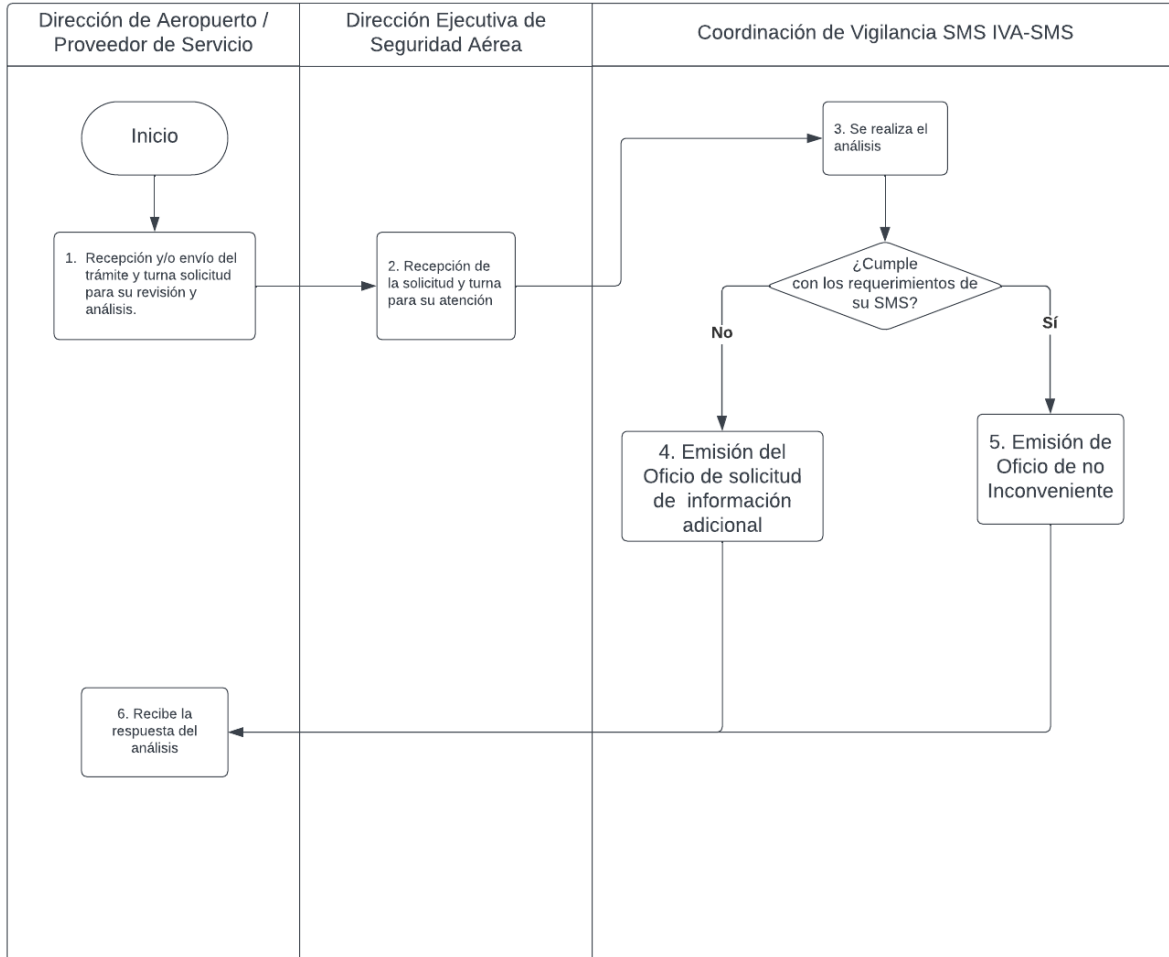 Dirección de Aeropuerto /
Proveedor de Servicio
Dirección Ejecutiva de
Seguridad Aérea
Coordinación de Vigilancia SMS IVA-SMS
Inicio
1. Recepción y/o envío del
trámite y turna solicitud
para su revisión y
análisis.
2. Recepción de
la solicitud y turna
para su atención
3. Se realiza el
análisis
¿Cumple
con los requerimientos de
su SMS?
No
Sí
4. Emisión del
Oficio de solicitud
de información
adicional
5. Emisión de
Oficio de no
Inconveniente
6. Recibe la
respuesta del
análisis